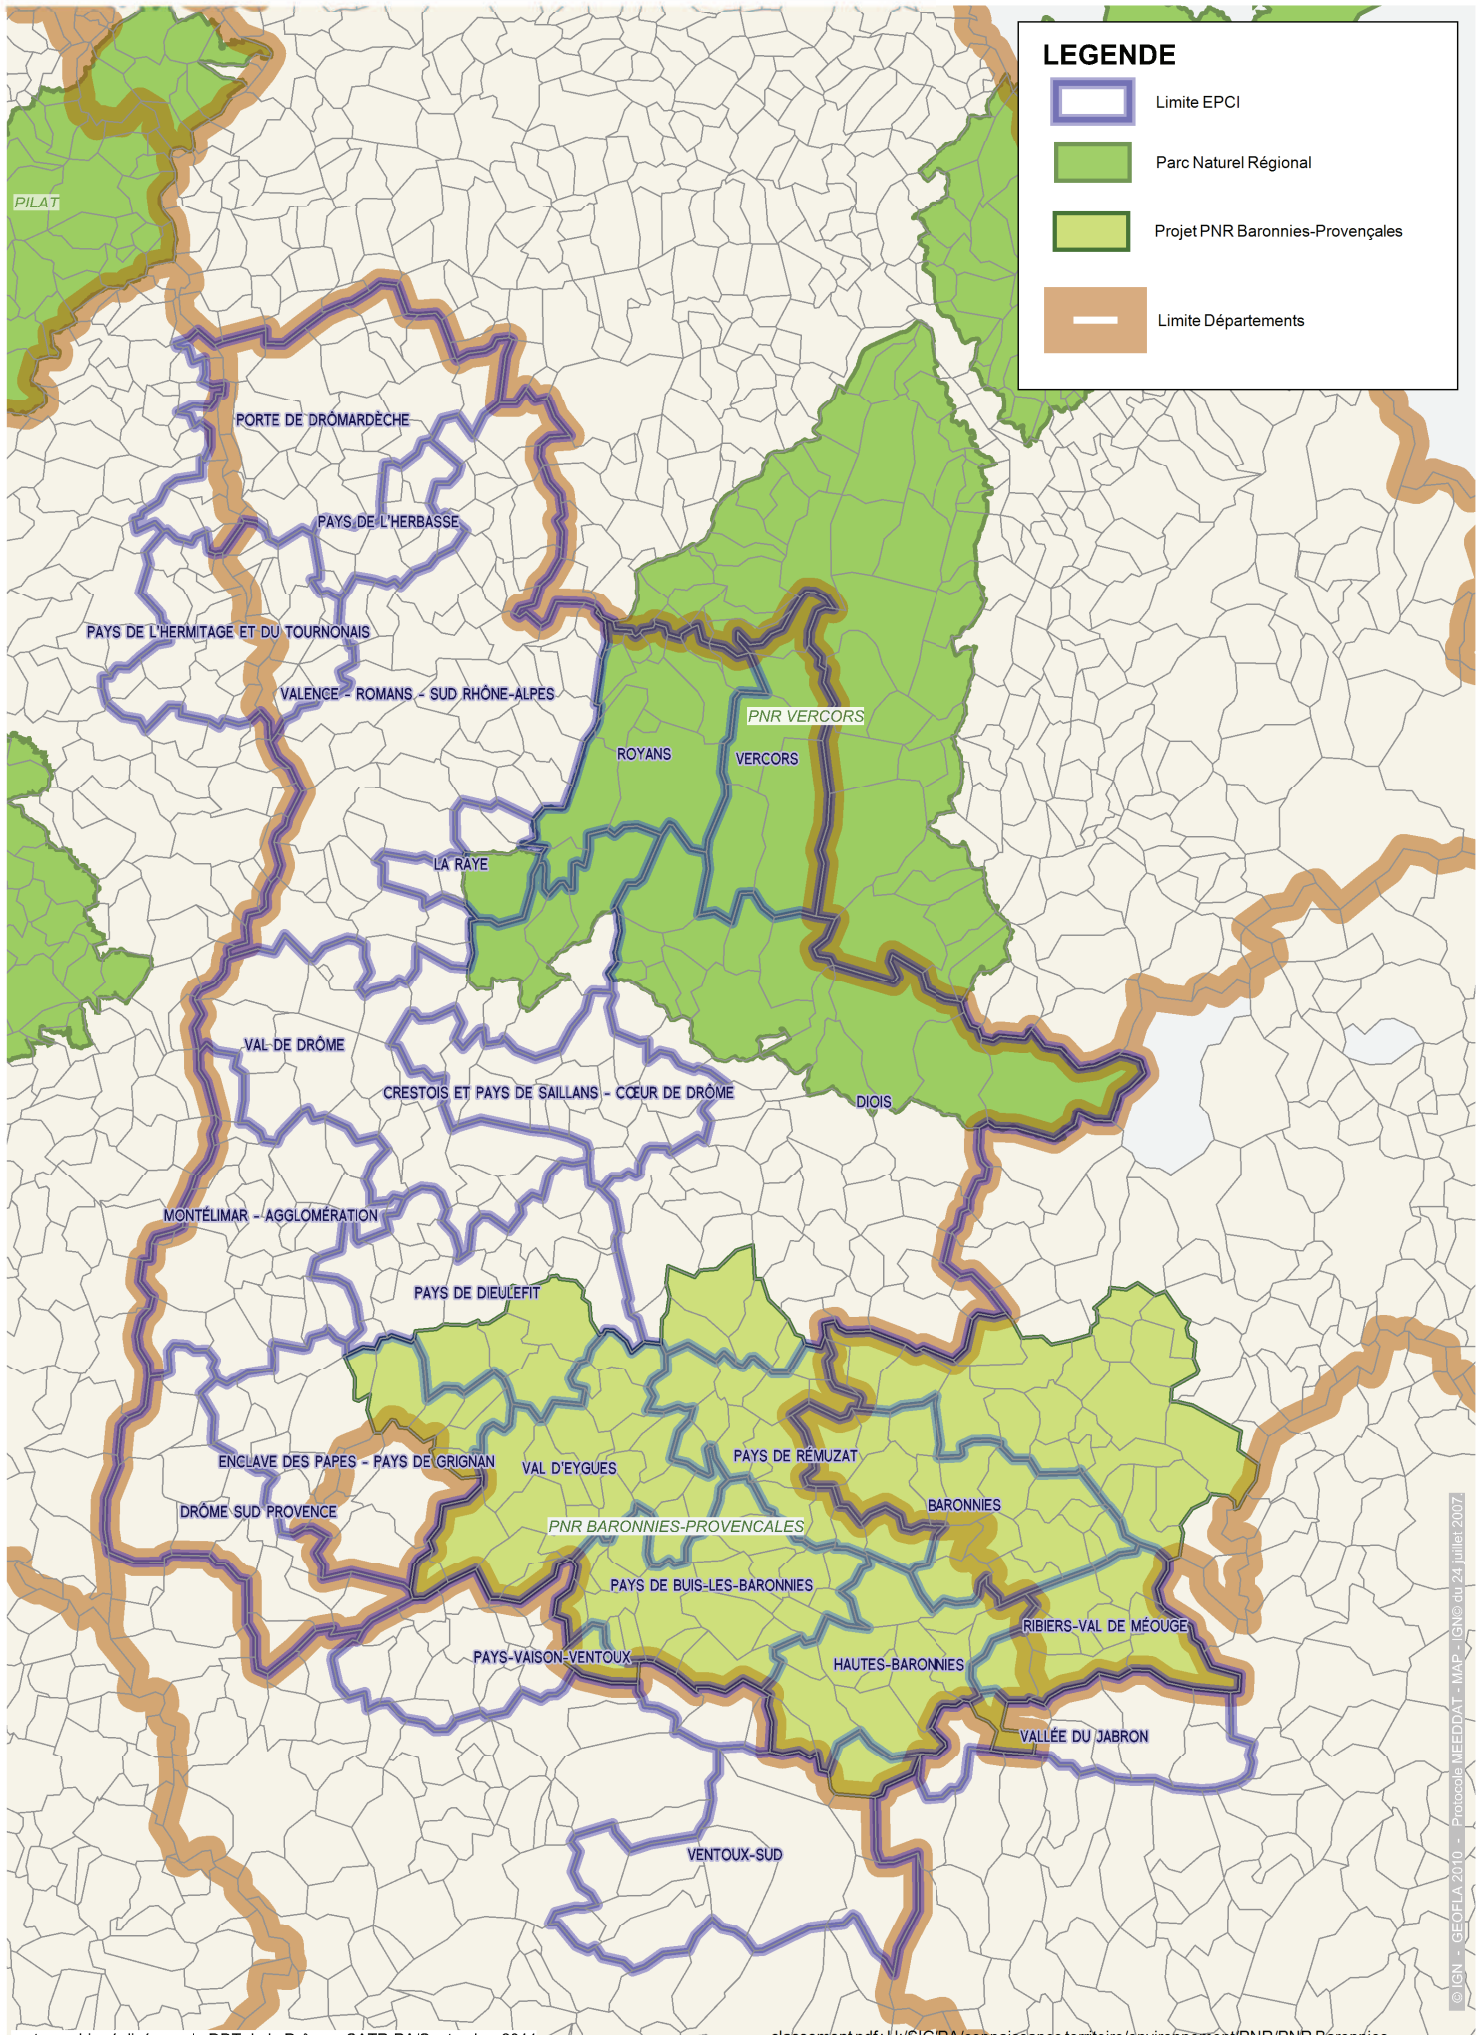 LEGENDE
Limite EPCI
Parc Naturel Régional
Projet PNR Baronnies-Provençales
Limite Départements
PILAT
PORTE DE DRÔMARDÈCHE
PAYS DE L'HERBASSE
PAYS DE L'HERMITAGE ET DU TOURNONAIS
VALENCE - ROMANS - SUD RHÔNE-ALPES
PNR VERCORS
ROYANS
VERCORS
LA RAYE
VAL DE DRÔME
CRESTOIS ET PAYS DE SAILLANS - CŒUR DE DRÔME
DIOIS
MONTÉLIMAR - AGGLOMÉRATION
PAYS DE DIEULEFIT
ENCLAVE DES PAPES - PAYS DE GRIGNAN
VAL D'EYGUES
PAYS DE RÉMUZAT
BARONNIES
DRÔME SUD PROVENCE
PNR BARONNIES-PROVENCALES
PAYS DE BUIS-LES-BARONNIES
RIBIERS-VAL DE MÉOUGE
PAYS-VAISON-VENTOUX
HAUTES-BARONNIES
VALLÉE DU JABRON
VENTOUX-SUD
© IGN - GEOFLA 2010 - Protocole MEEDDAT - MAP - IGN© du 24 juillet 2007